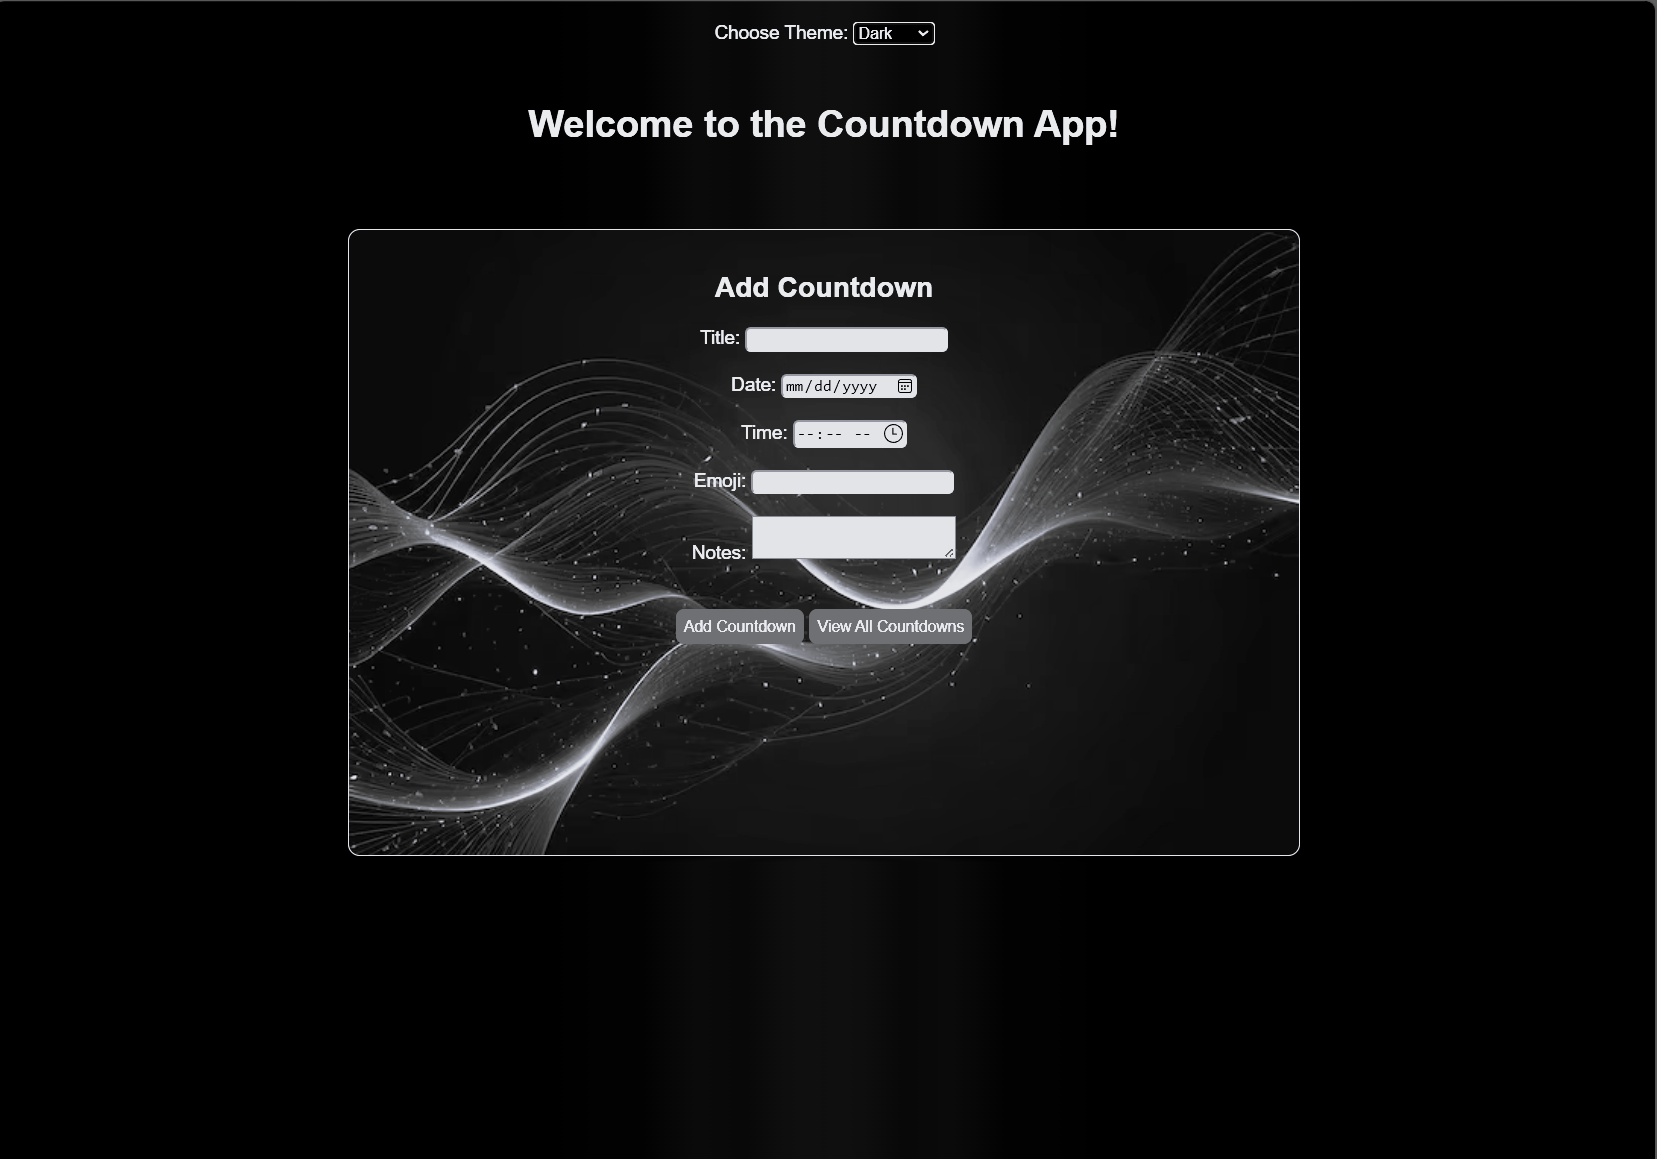 Choose Theme: Dark
Welcome to the Countdown App!
Add Countdown
Title:
Date: mm/dd/yyyy
Time: --:-- --
Emoji:
Notes:
Add Countdown View All Countdowns